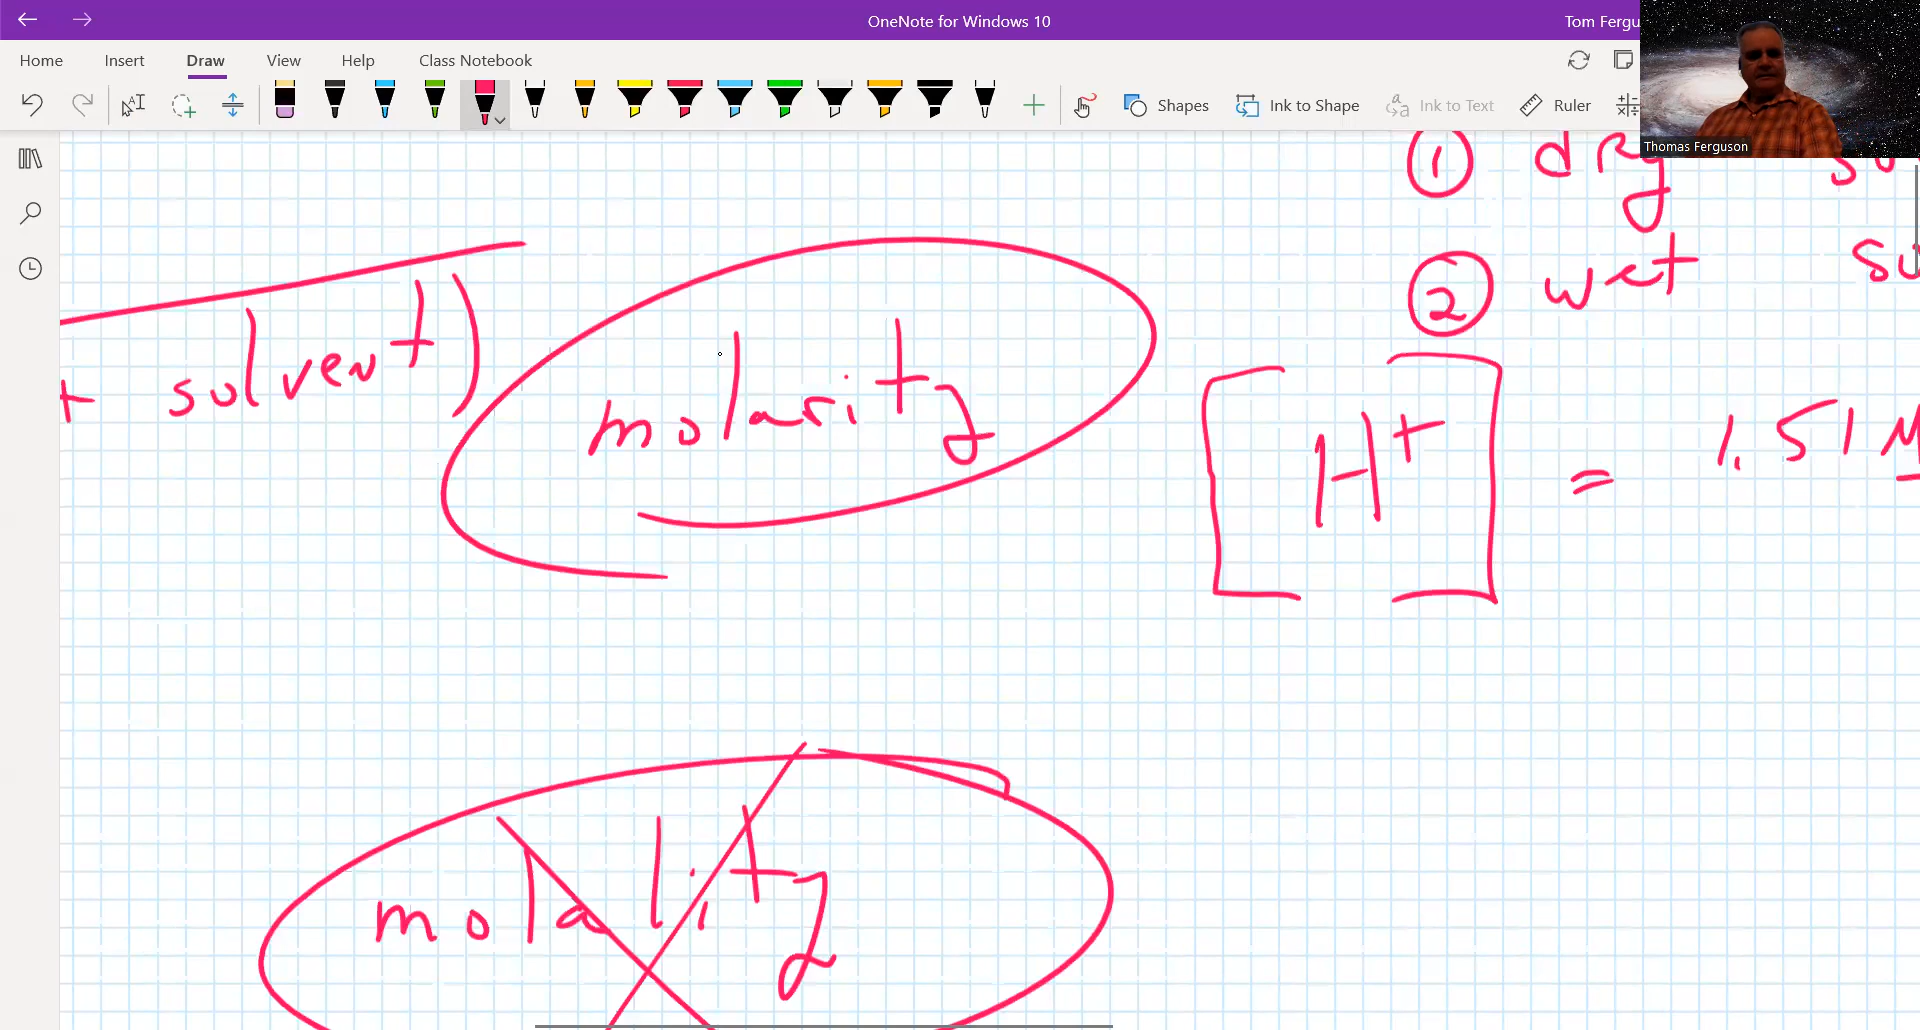 OneNote for Windows 10
Tom Fergu
Home Insert Draw View Help Class Notebook
Shapes Ink to Shape Ink to Text Ruler
Thomas Ferguson
① dry
② wet
+ solvent)
molarity
[H+] = 1.51 M
molality